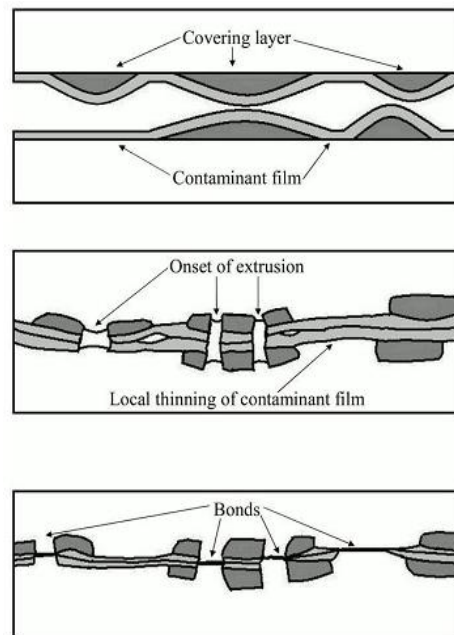 Covering layer
Contaminant film
Onset of extrusion
Local thinning of contaminant film
Bonds